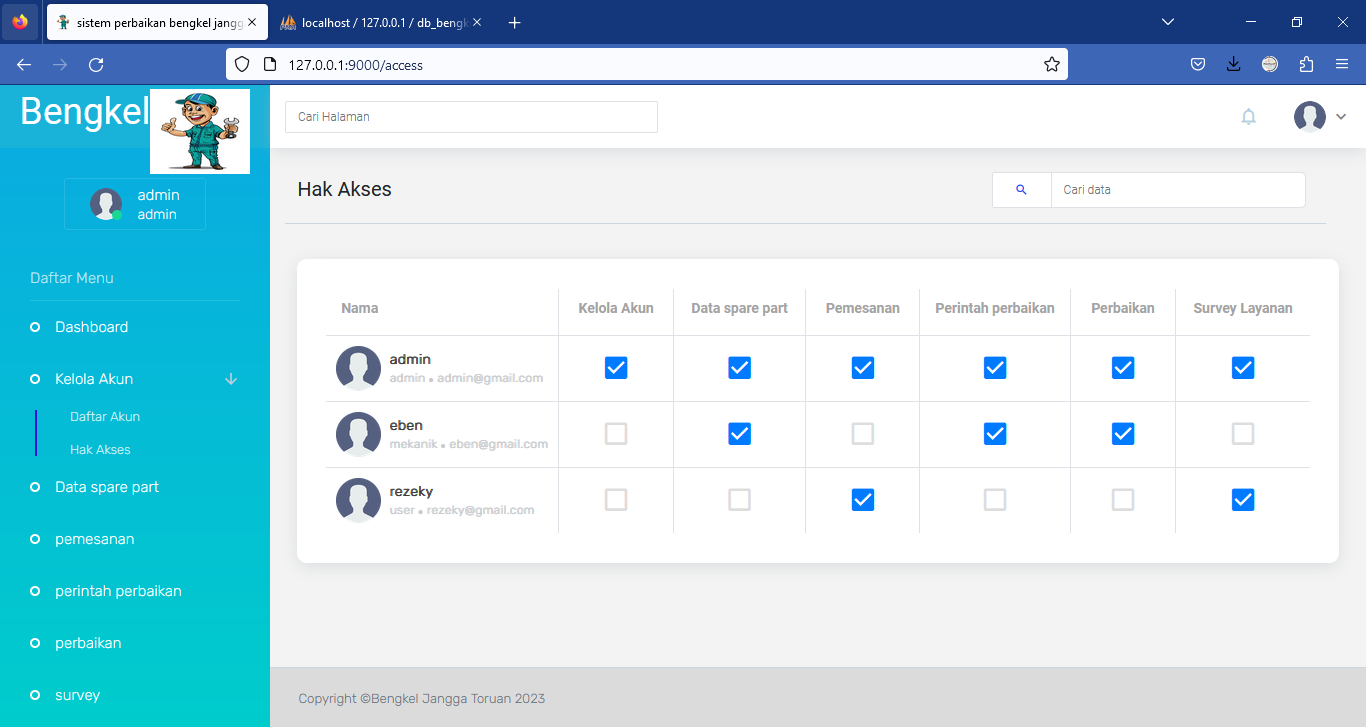 sistem perbaikan bengkel jangg
localhost / 127.0.0.1 / db_bengk
127.0.0.1:9000/access
Bengkel
Cari Halaman
admin
admin
Hak Akses
Cari data
Daftar Menu
Dashboard
Kelola Akun
Daftar Akun
Hak Akses
Data spare part
pemesanan
perintah perbaikan
perbaikan
survey
Nama Kelola Akun Data spare part Pemesanan Perintah perbaikan Perbaikan Survey Layanan
admin
admin • admin@gmail.com
eben
mekanik • eben@gmail.com
rezeky
user • rezeky@gmail.com
Copyright ©Bengkel Jangga Toruan 2023